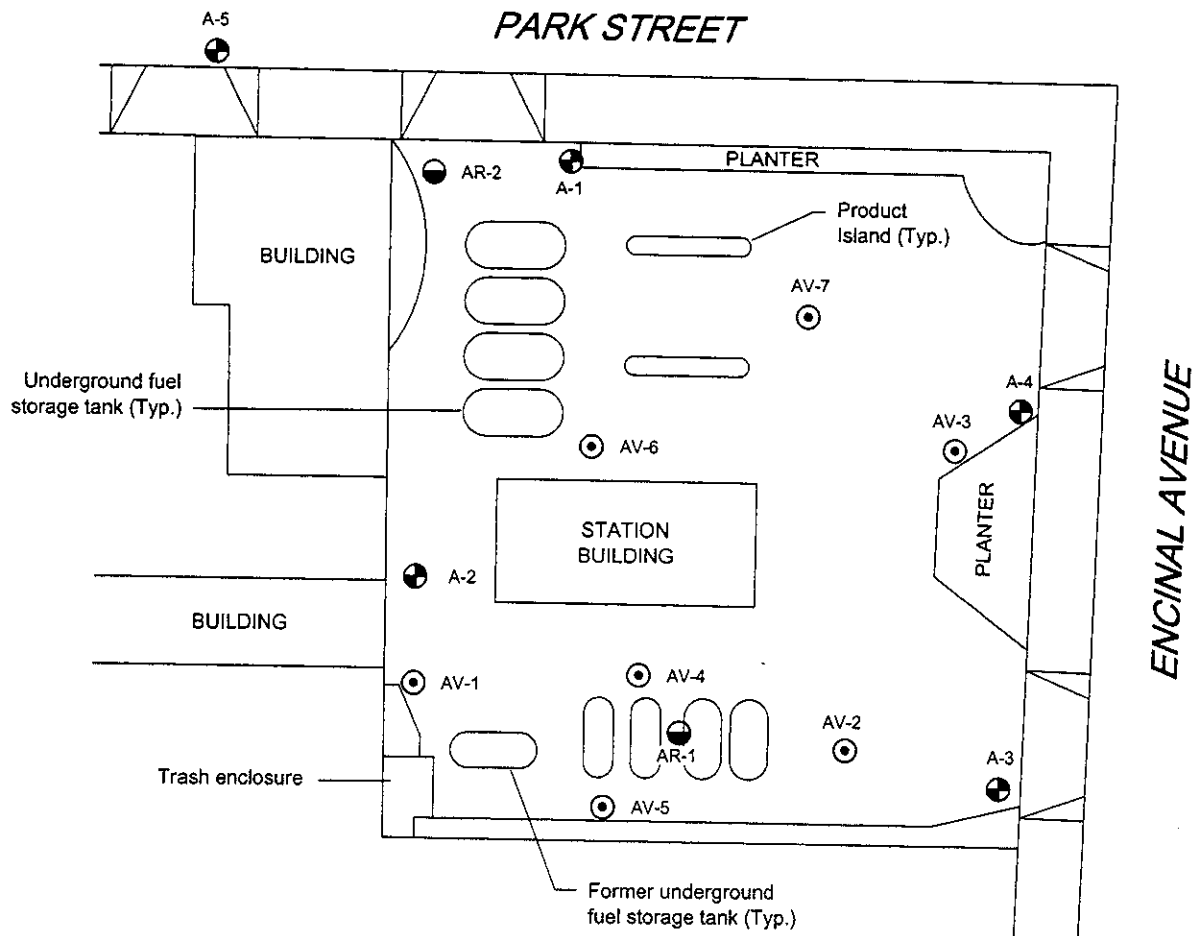 A-5
PARK STREET
AR-2
A-1
PLANTER
Product
Island (Typ.)
BUILDING
AV-7
Underground fuel
storage tank (Typ.)
A-4
AV-3
AV-6
ENCINAL AVENUE
STATION
BUILDING
PLANTER
A-2
BUILDING
AV-1
AV-4
AV-2
AR-1
A-3
Trash enclosure
AV-5
Former underground
fuel storage tank (Typ.)